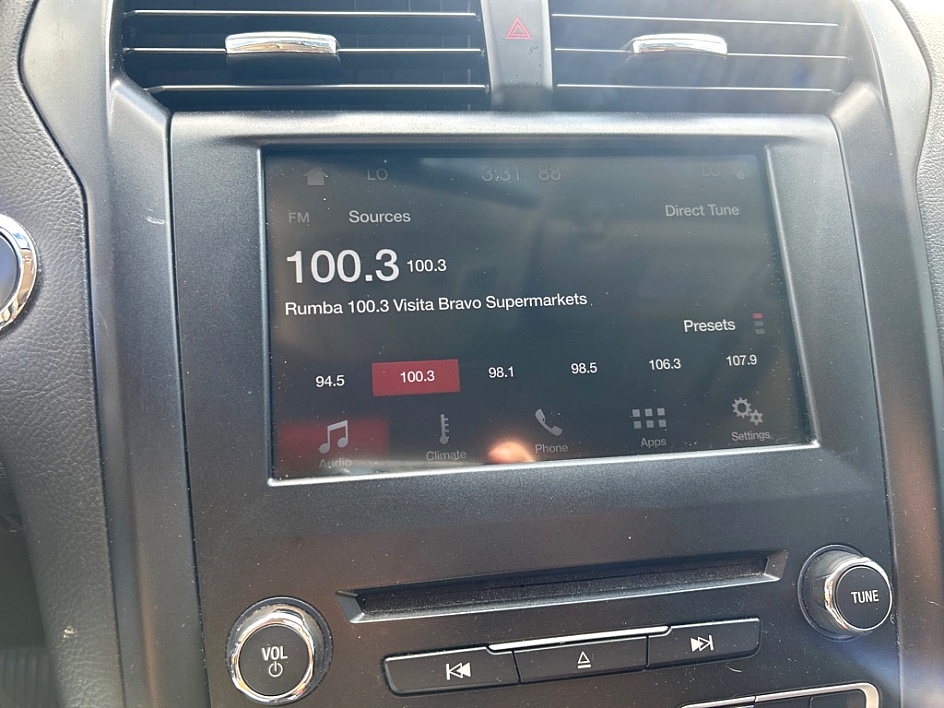 LO 3:31 88 LO
FM Sources Direct Tune
100.3 100.3
Rumba 100.3 Visita Bravo Supermarkets
Presets
94.5 100.3 98.1 98.5 106.3 107.9
Audio Climate Phone Apps Settings
VOL
TUNE